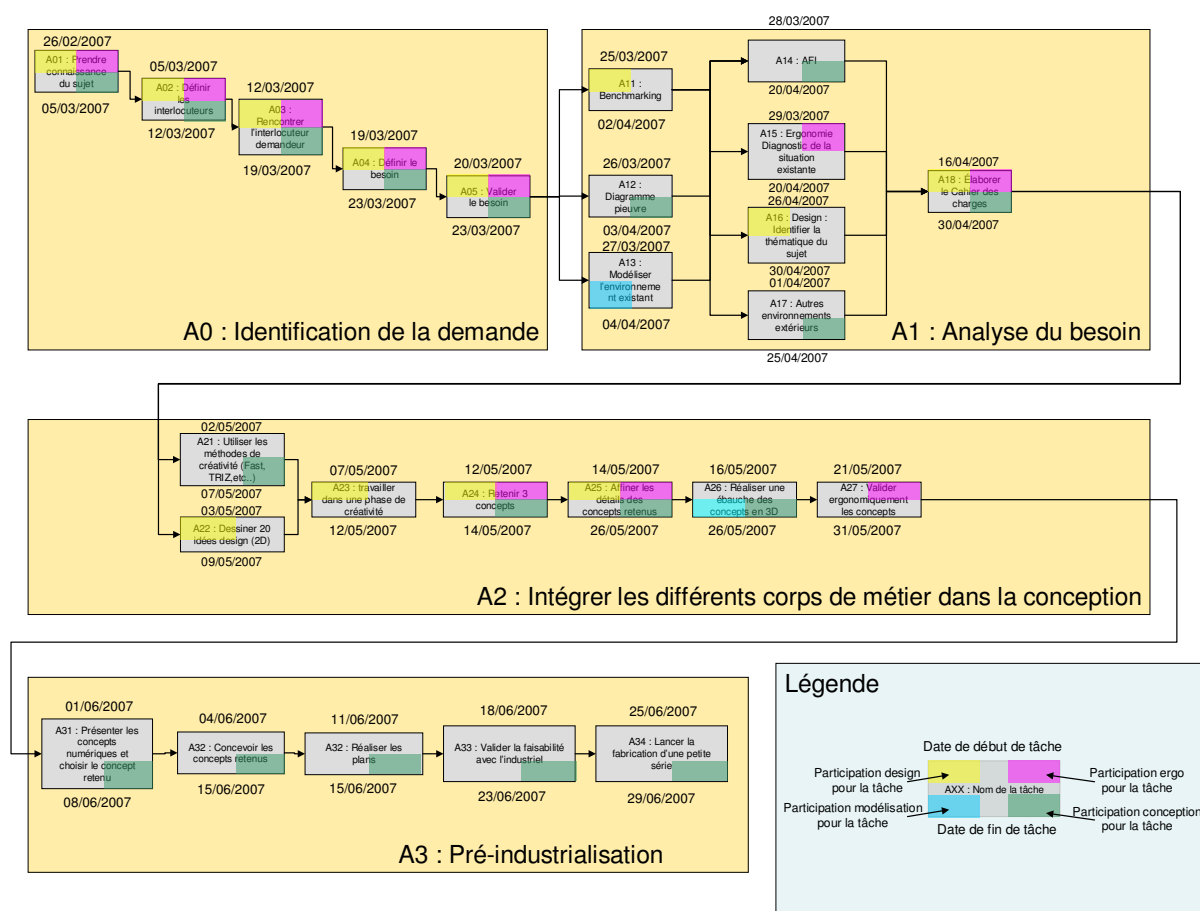 26/02/2007
A01 : Prendre
connaissance
du sujet
05/03/2007
05/03/2007
A02 : Définir
les
interlocuteurs
12/03/2007
12/03/2007
A03 :
Rencontrer
l'interlocuteur
demandeur
19/03/2007
19/03/2007
A04 : Définir le
besoin
23/03/2007
20/03/2007
A05 : Valider
le besoin
23/03/2007
A0 : Identification de la demande
25/03/2007
A11 :
Benchmarking
02/04/2007
26/03/2007
A12 :
Diagramme
pieuvre
03/04/2007
27/03/2007
A13 :
Modéliser
l'environneme
nt existant
04/04/2007
28/03/2007
A14 : AFI
20/04/2007
29/03/2007
A15 : Ergonomie
Diagnostic de la
situation
existante
20/04/2007
26/04/2007
A16 : Design :
Identifier la
thématique du
sujet
30/04/2007
01/04/2007
A17 : Autres
environnements
extérieurs
25/04/2007
16/04/2007
A18 : Élaborer
le Cahier des
charges
30/04/2007
A1 : Analyse du besoin
02/05/2007
A21 : Utiliser les
méthodes de
créativité (Fast,
TRIZ,etc..)
07/05/2007
03/05/2007
A22 : Dessiner 20
idées design (2D)
09/05/2007
07/05/2007
A23 : travailler
dans une phase de
créativité
12/05/2007
12/05/2007
A24 : Retenir 3
concepts
14/05/2007
14/05/2007
A25 : Affiner les
détails des
concepts retenus
26/05/2007
16/05/2007
A26 : Réaliser une
ébauche des
concepts en 3D
26/05/2007
21/05/2007
A27 : Valider
ergonomiquement
les concepts
31/05/2007
A2 : Intégrer les différents corps de métier dans la conception
01/06/2007
A31 : Présenter les
concepts
numériques et
choisir le concept
retenu
08/06/2007
04/06/2007
A32 : Concevoir les
concepts retenus
15/06/2007
11/06/2007
A32 : Réaliser les
plans
15/06/2007
18/06/2007
A33 : Valider la faisabilité
avec l'industriel
23/06/2007
25/06/2007
A34 : Lancer la
fabrication d'une petite
série
29/06/2007
A3 : Pré-industrialisation
Légende
Date de début de tâche
Participation design
pour la tâche
Participation ergo
pour la tâche
AXX : Nom de la tâche
Participation modélisation
pour la tâche
Participation conception
pour la tâche
Date de fin de tâche